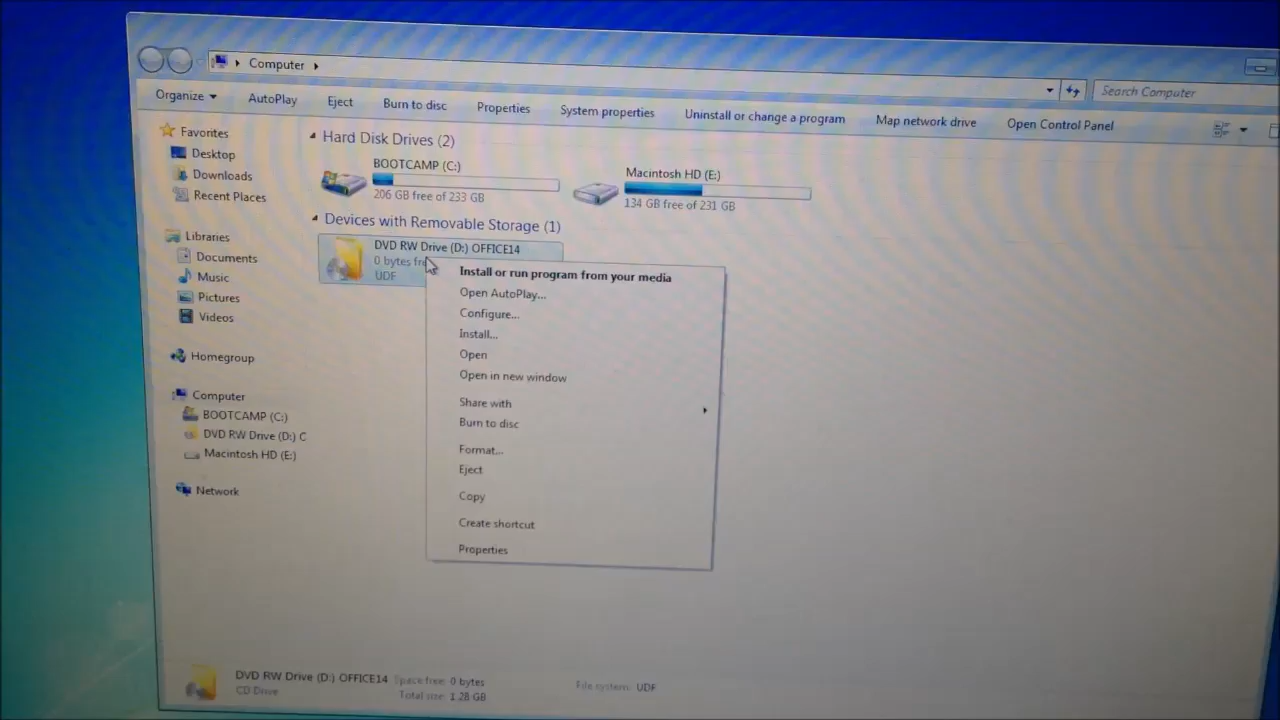 Computer
Search Computer
Organize
AutoPlay
Eject
Burn to disc
Properties
System properties
Uninstall or change a program
Map network drive
Open Control Panel
Favorites
Desktop
Downloads
Recent Places
Libraries
Documents
Music
Pictures
Videos
Homegroup
Computer
BOOTCAMP (C:)
DVD RW Drive (D:) C
Macintosh HD (E:)
Network
Hard Disk Drives (2)
BOOTCAMP (C:)
206 GB free of 233 GB
Macintosh HD (E:)
134 GB free of 231 GB
Devices with Removable Storage (1)
DVD RW Drive (D:) OFFICE14
0 bytes
UDF
Install or run program from your media
Open AutoPlay...
Configure...
Install...
Open
Open in new window
Share with
Burn to disc
Format...
Eject
Copy
Create shortcut
Properties
DVD RW Drive (D:) OFFICE14
CD Drive
Space free: 0 bytes
Total size: 1.28 GB
File system: UDF